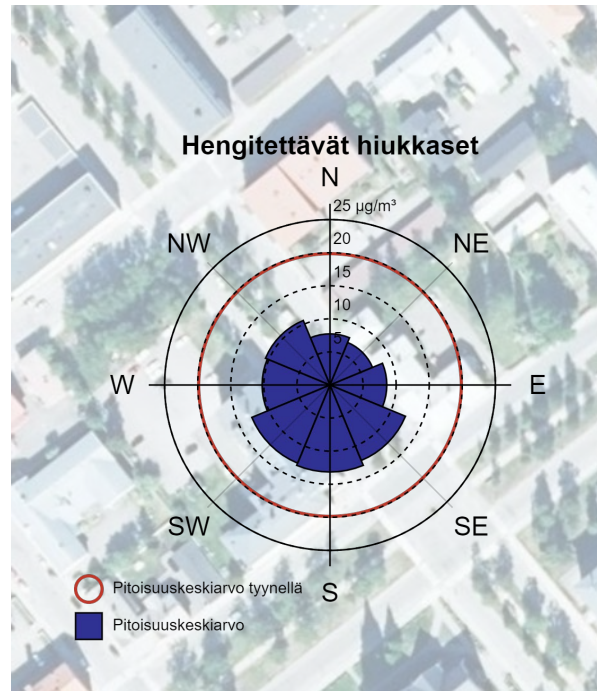 Hengitettävät hiukkaset
N
25 µg/m³
NW
20
NE
15
10
5
W
E
SW
SE
S
Pitoisuuskeskiarvo tyynellä
Pitoisuuskeskiarvo